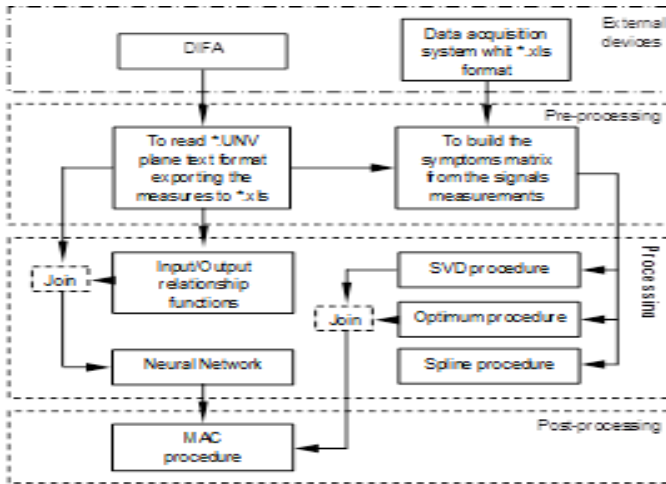 External
devices
DIFA
Data acquisition
system whit *.xls
format
Pre-processing
To read *.UNV
plane text format
exporting the
measures to *.xls
To build the
symptoms matrix
from the signals
measurements
Processing
Join
Input/Output
relationship
functions
SVD procedure
Join
Optimum procedure
Neural Network
Spline procedure
Post-processing
MAC
procedure